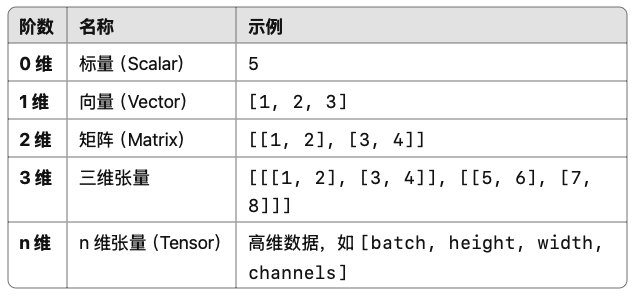 阶数 名称 示例
0 维 标量 (Scalar) 5
1 维 向量 (Vector) [1, 2, 3]
2 维 矩阵 (Matrix) [[1, 2], [3, 4]]
3 维 三维张量 [[[1, 2], [3, 4]], [[5, 6], [7,
8]]]
n 维 n 维张量 (Tensor) 高维数据，如 [batch, height, width,
channels]